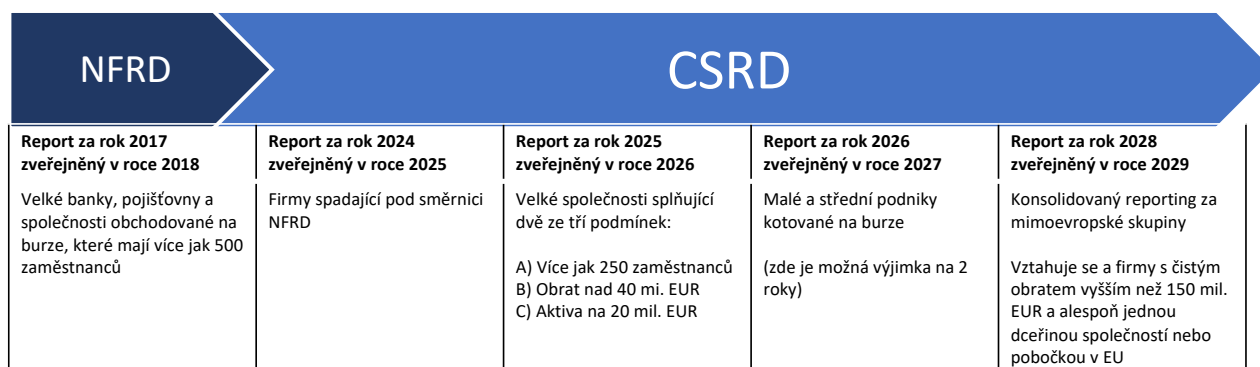 NFRD
CSRD
Report za rok 2017
zveřejněný v roce 2018
Velké banky, pojišťovny a
společnosti obchodované na
burze, které mají více jak 500
zaměstnanců
Report za rok 2024
zveřejněný v roce 2025
Firmy spadající pod směrnici
NFRD
Report za rok 2025
zveřejněný v roce 2026
Velké společnosti splňující
dvě ze tří podmínek:
A) Více jak 250 zaměstnanců
B) Obrat nad 40 mi. EUR
C) Aktiva na 20 mil. EUR
Report za rok 2026
zveřejněný v roce 2027
Malé a střední podniky
kotované na burze
(zde je možná výjimka na 2
roky)
Report za rok 2028
zveřejněný v roce 2029
Konsolidovaný reporting za
mimoevropské skupiny
Vztahuje se a firmy s čistým
obratem vyšším než 150 mil.
EUR a alespoň jednou
dceřinou společností nebo
pobočkou v EU